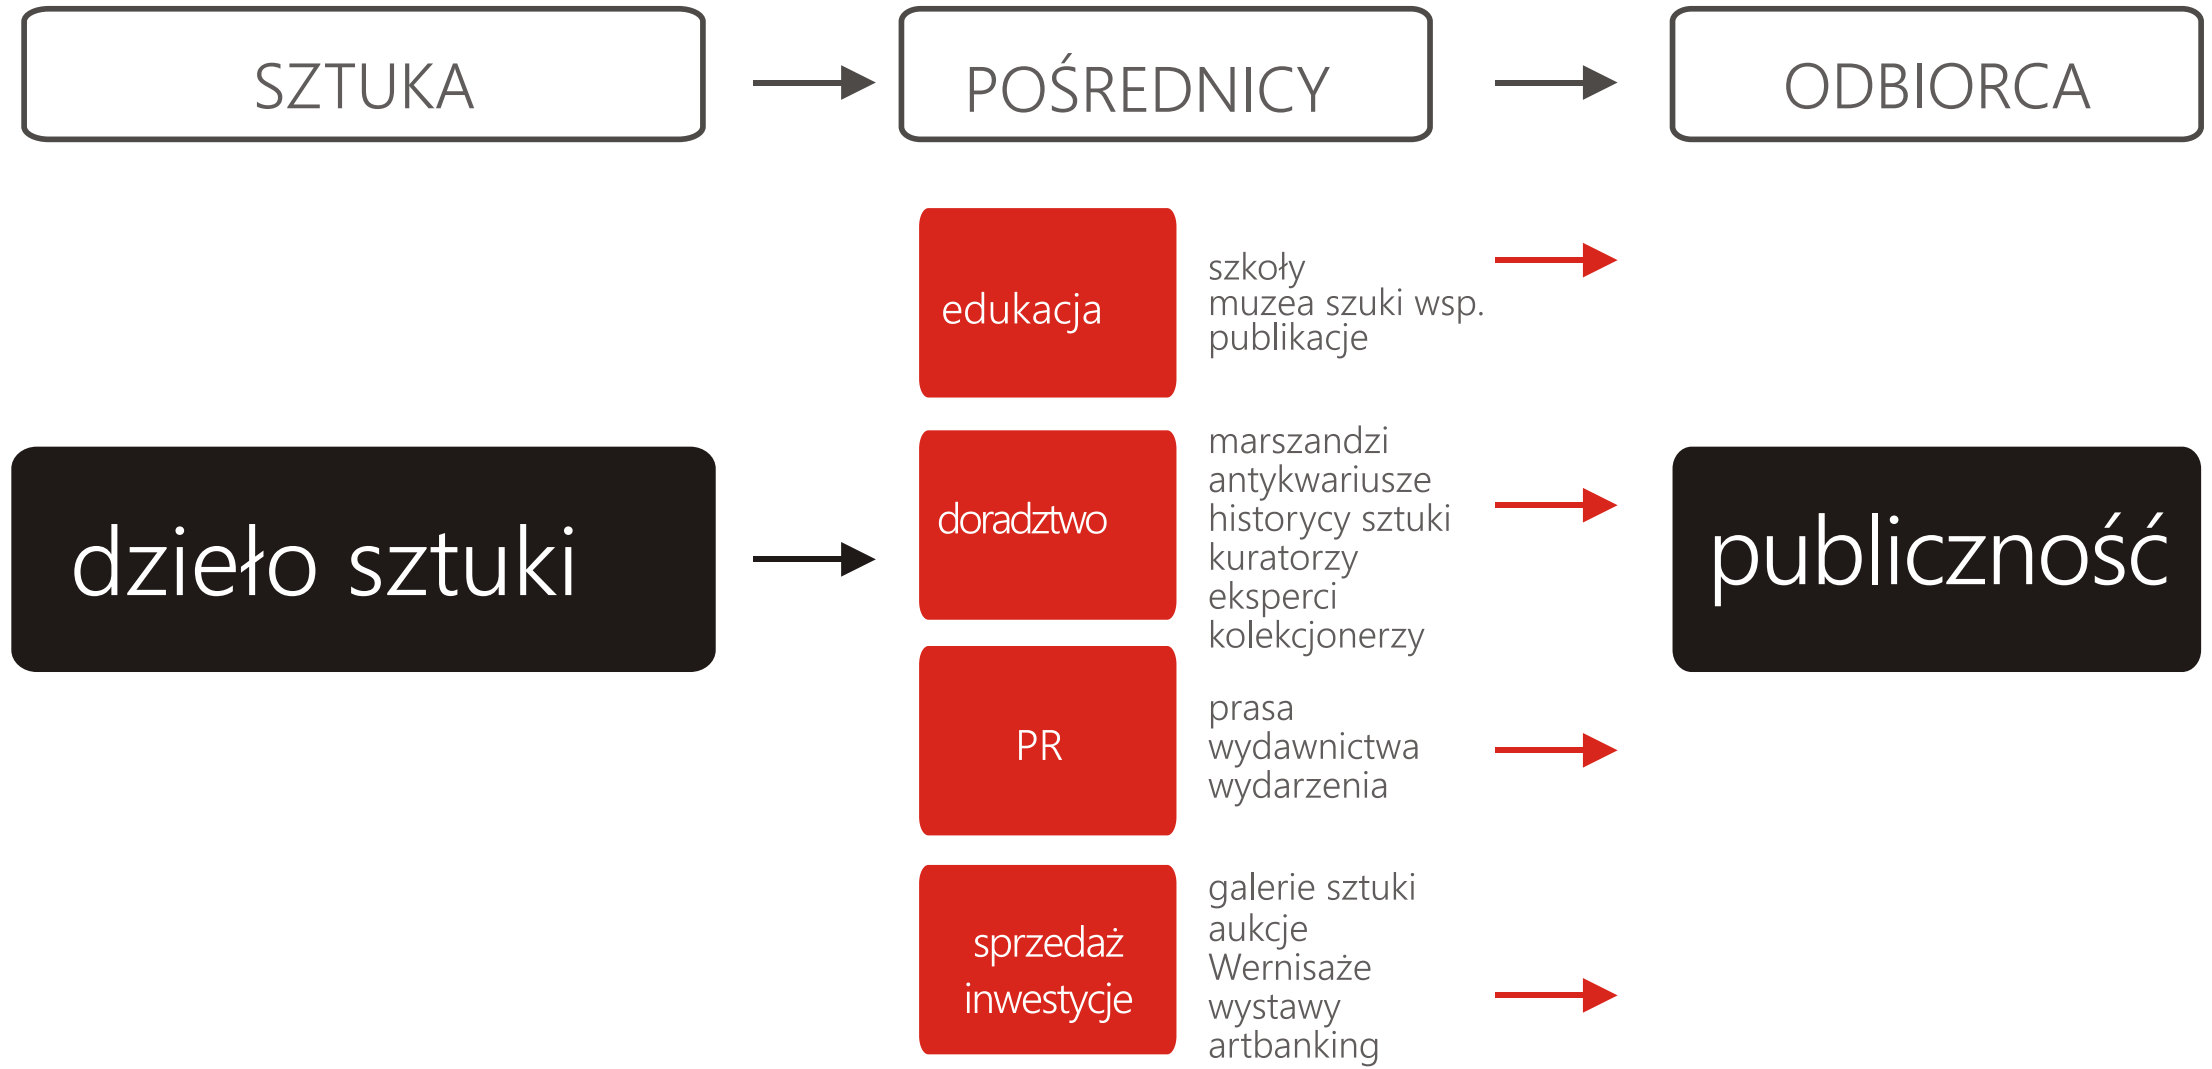 SZTUKA
POŚREDNICY
ODBIORCA
dzieło sztuki
edukacja
szkoły
muzea szuki wsp.
publikacje
doradztwo
marszandzi
antykwariusze
historycy sztuki
kuratorzy
eksperci
kolekcjonerzy
PR
prasa
wydawnictwa
wydarzenia
sprzedaż
inwestycje
galerie sztuki
aukcje
Wernisaże
wystawy
artbanking
publiczność